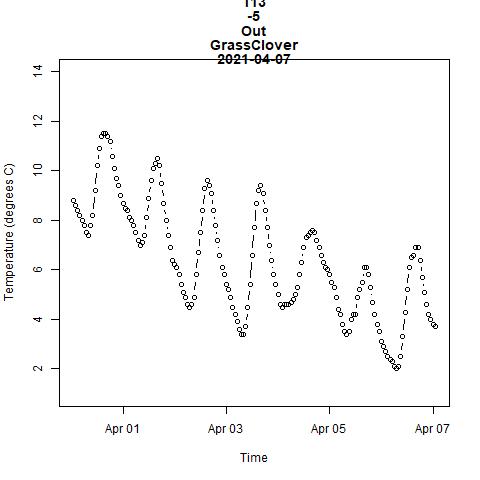 T13
-5
Out
GrassClover
2021-04-07
Temperature (degrees C)
14
12
10
8
6
4
2
Apr 01
Apr 03
Apr 05
Apr 07
Time